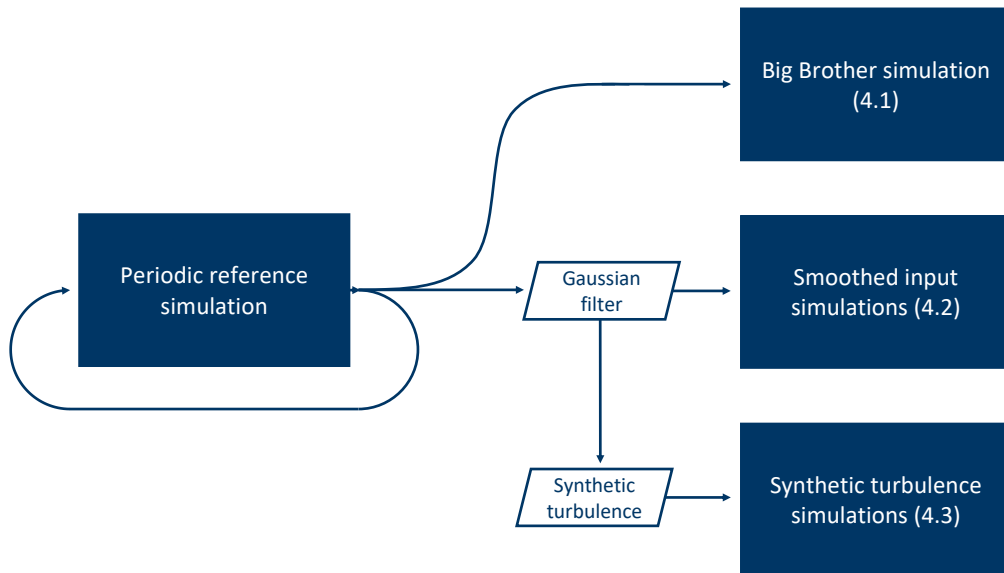 Big Brother simulation
(4.1)
Periodic reference
simulation
Gaussian
filter
Smoothed input
simulations (4.2)
Synthetic
turbulence
Synthetic turbulence
simulations (4.3)